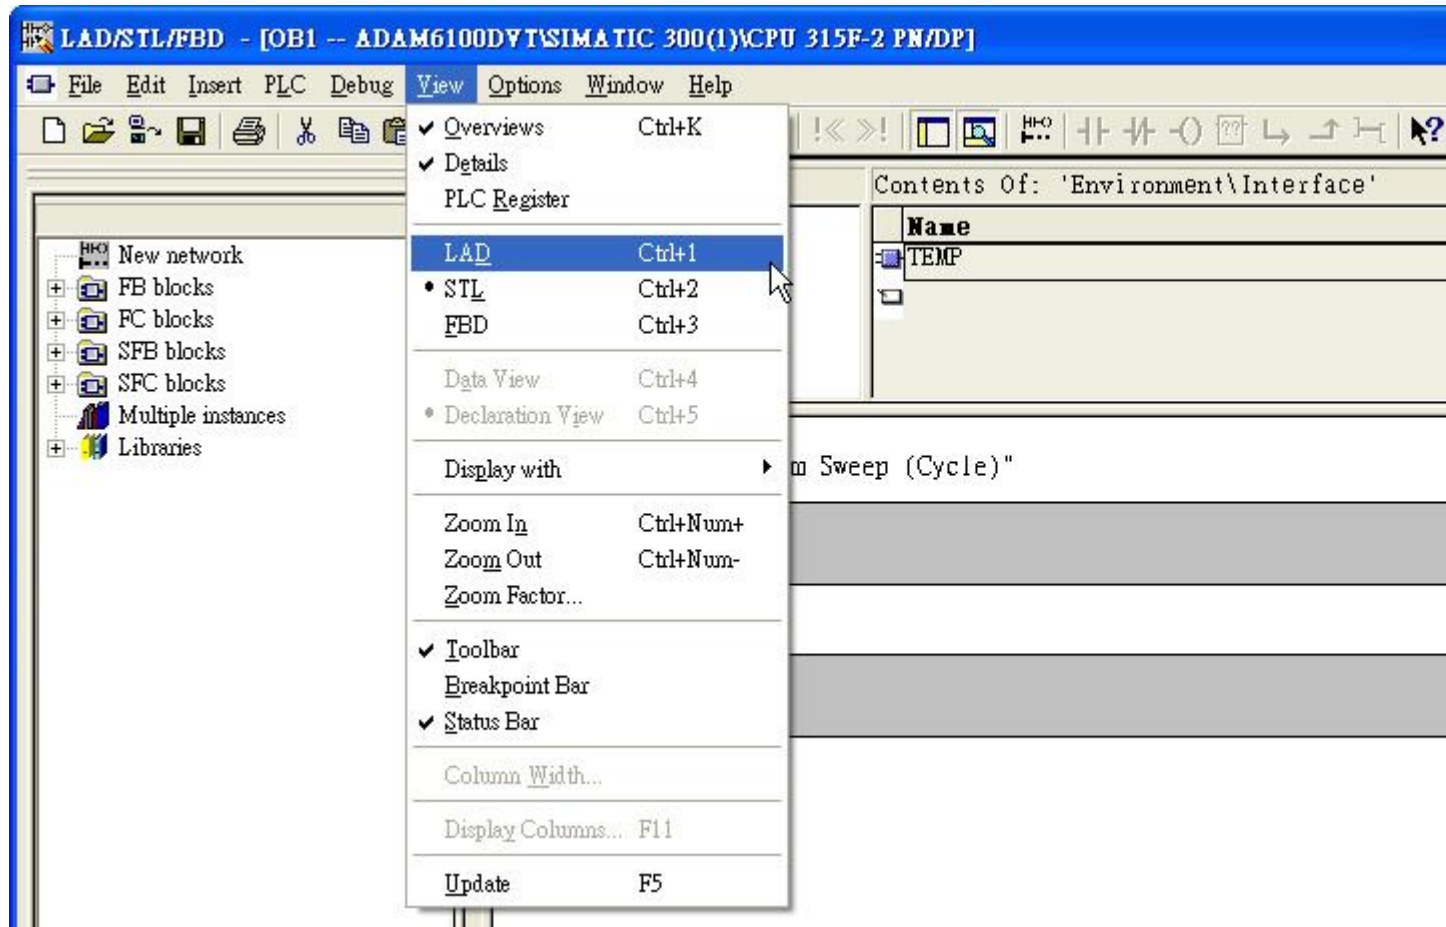 LAD/STL/FBD - [OB1 -- ADAM6100DVT\SIMATIC 300(1)\CPU 315F-2 PN/DP]
File Edit Insert PLC Debug View Options Window Help
Overviews Ctrl+K
Details
PLC Register
LAD Ctrl+1
STL Ctrl+2
FBD Ctrl+3
Data View Ctrl+4
Declaration View Ctrl+5
Display with
Zoom In Ctrl+Num+
Zoom Out Ctrl+Num-
Zoom Factor...
Toolbar
Breakpoint Bar
Status Bar
Column Width...
Display Columns... F11
Update F5
New network
FB blocks
FC blocks
SFB blocks
SFC blocks
Multiple instances
Libraries
Contents Of: 'Environment\Interface'
Name
TEMP
m Sweep (Cycle)"